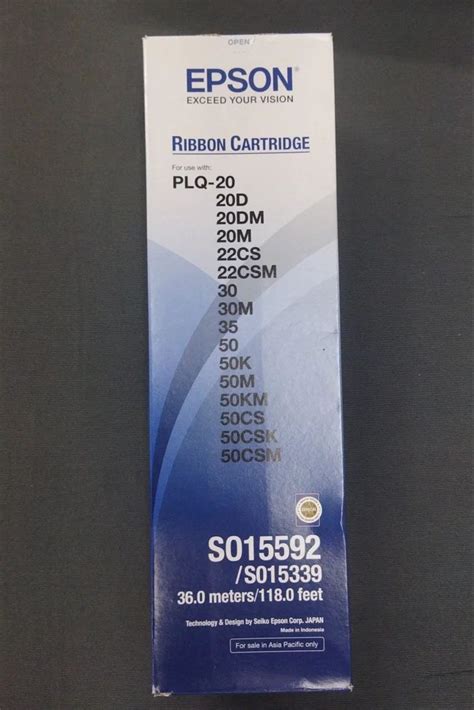 OPEN
EPSON®
EXCEED YOUR VISION
RIBBON CARTRIDGE
For use with:
PLQ-20
20D
20DM
20M
22CS
22CSM
30
30M
35
50
50K
50M
50KM
50CS
50CSK
50CSM
EPSON
S015592
/S015339
36.0 meters/118.0 feet
Technology & Design by Seiko Epson Corp. JAPAN
Made in Indonesia
For sale in Asia Pacific only